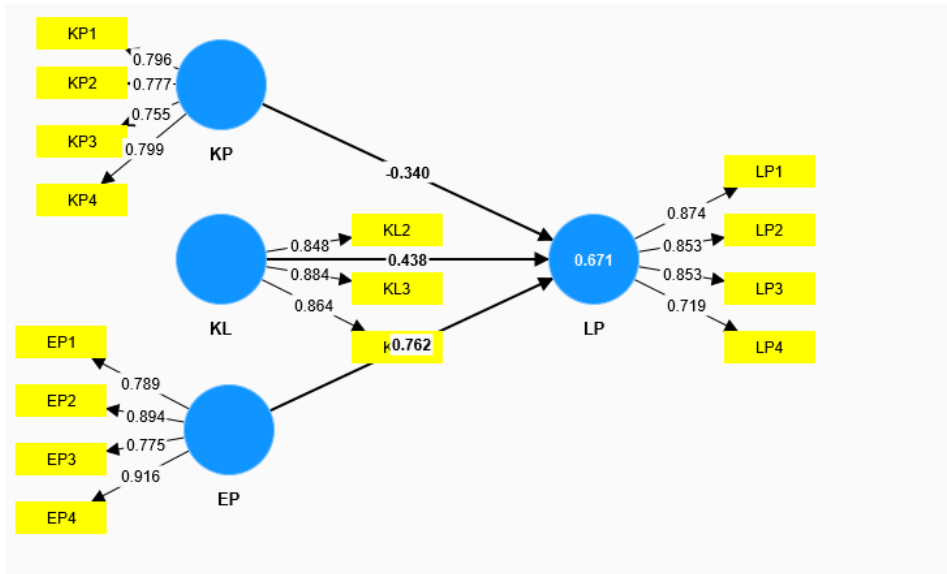 KP1
0.796
KP2
0.777
KP3
0.755
KP4
0.799
KP
-0.340
KL2
0.848
0.438
KL3
0.884
0.864
KL
0.762
EP1
0.789
EP2
0.894
EP3
0.775
EP4
0.916
EP
0.671
LP
LP1
0.874
LP2
0.853
LP3
0.853
LP4
0.719